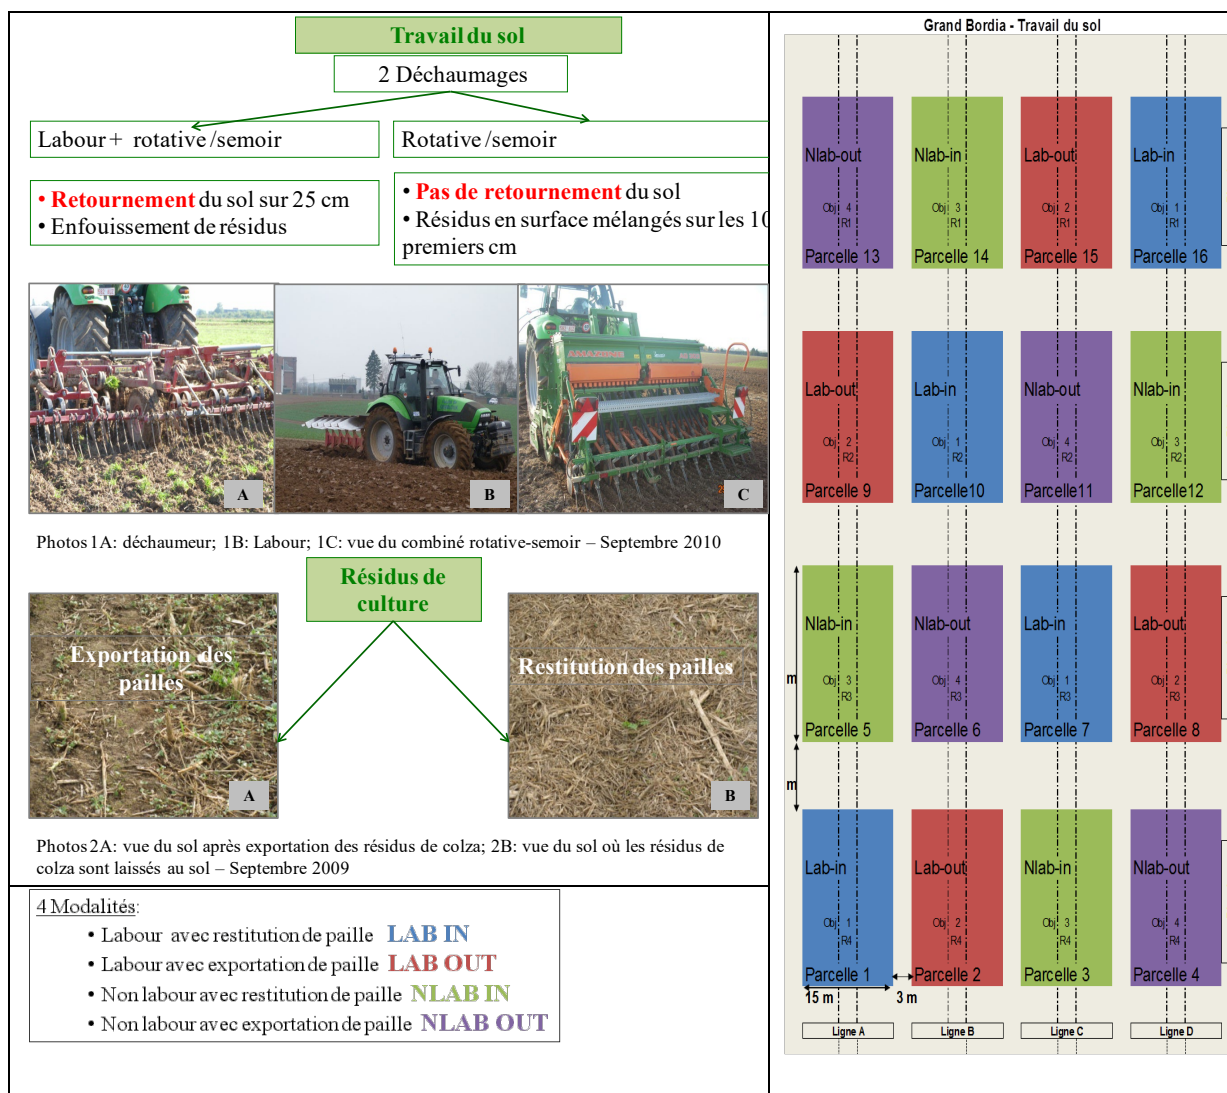 Travail du sol
2 Déchaumages
Labour + rotative /semoir
Rotative /semoir
• Retournement du sol sur 25 cm
• Enfouissement de résidus
• Pas de retournement du sol
• Résidus en surface mélangés sur les 10
premiers cm
AMAZONE
A
B
C
Photos 1A: déchaumeur; 1B: Labour; 1C: vue du combiné rotative-semoir – Septembre 2010
Résidus de
culture
Exportation des
pailles
Restitution des pailles
A
B
Photos 2A: vue du sol après exportation des résidus de colza; 2B: vue du sol où les résidus de
colza sont laissés au sol – Septembre 2009
4 Modalités:
• Labour avec restitution de paille LAB IN
• Labour avec exportation de paille LAB OUT
• Non labour avec restitution de paille NLAB IN
• Non labour avec exportation de paille NLAB OUT
Grand Bordia - Travail du sol
Nlab-out
Obj 4
R1
Parcelle 13
Nlab-in
Obj 3
R1
Parcelle 14
Lab-out
Obj 2
R1
Parcelle 15
Lab-in
Obj 1
R1
Parcelle 16
Lab-out
Obj 2
R2
Parcelle 9
Lab-in
Obj 1
R2
Parcelle10
Nlab-out
Obj 4
R2
Parcelle11
Nlab-in
Obj 3
R2
Parcelle12
Nlab-in
Obj 3
R3
Parcelle 5
Nlab-out
Obj 4
R3
Parcelle 6
Lab-in
Obj 1
R3
Parcelle 7
Lab-out
Obj 2
R3
Parcelle 8
m
m
Lab-in
Obj 1
R4
Parcelle 1
Lab-out
Obj 2
R4
Parcelle 2
Nlab-in
Obj 3
R4
Parcelle 3
Nlab-out
Obj 4
R4
Parcelle 4
15 m
3 m
Ligne A
Ligne B
Ligne C
Ligne D